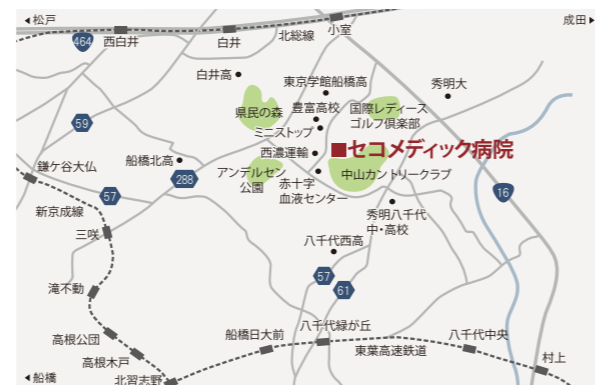 ◀松戸
成田▶
464
西白井
白井
北総線
小室
白井高
東京学館船橋高
秀明大
県民の森
豊富高校
国際レディース
ゴルフ倶楽部
ミニストップ
59
西濃運輸
セコメディック病院
鎌ケ谷大仏
船橋北高
288
アンデルセン
公園
赤十字
血液センター
中山カントリークラブ
57
16
新京成線
三咲
秀明八千代
中・高校
八千代西高
57
61
滝不動
高根公団
高根木戸
船橋日大前
八千代緑が丘
東葉高速鉄道
八千代中央
村上
◀船橋
北習志野